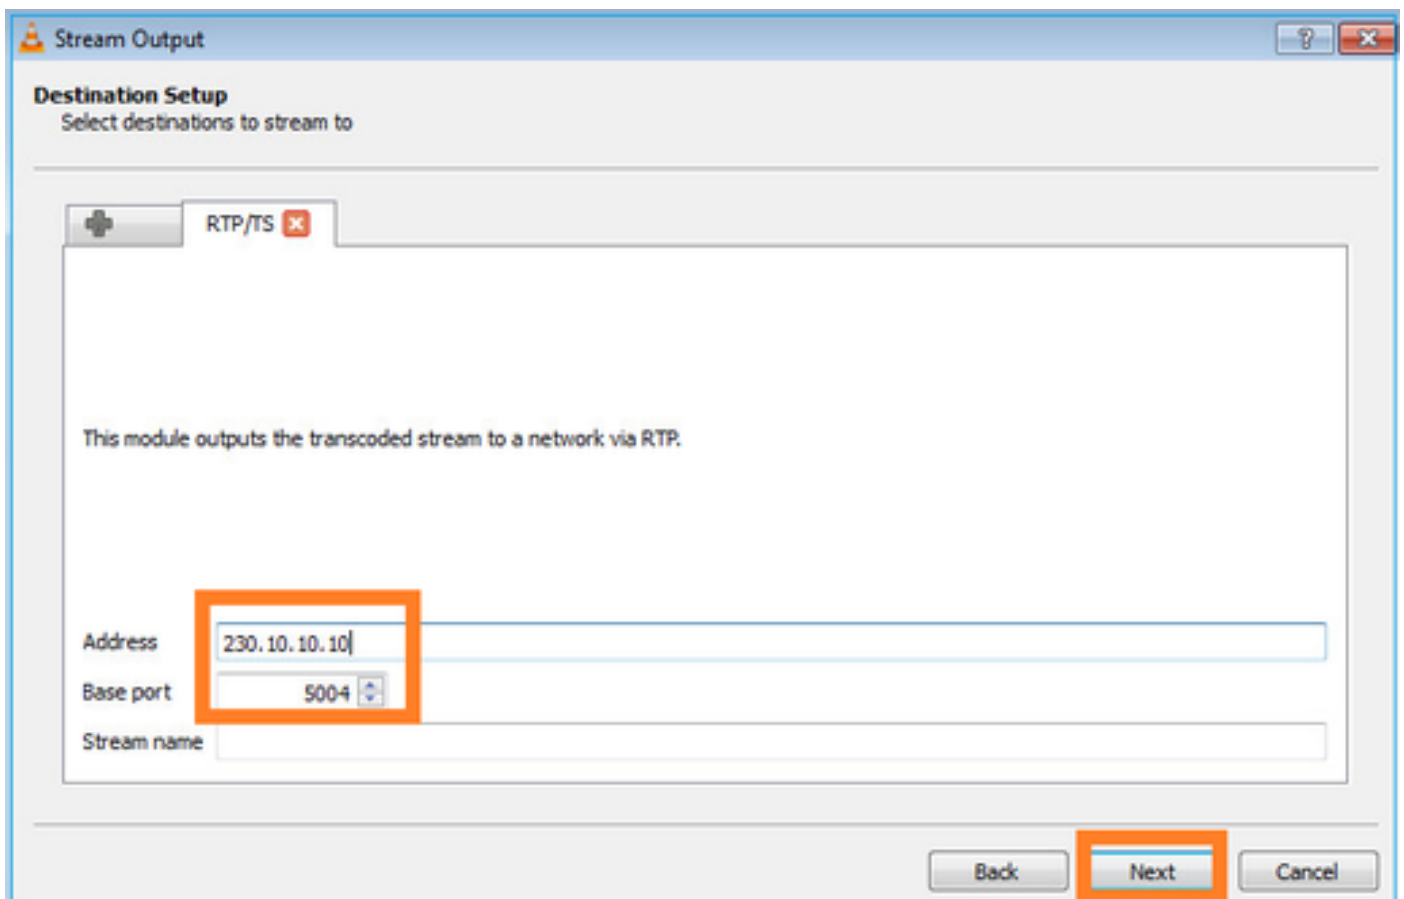 Stream Output
Destination Setup
Select destinations to stream to
RTP/TS
This module outputs the transcoded stream to a network via RTP.
Address 230.10.10.10
Base port 5004
Stream name
Back Next Cancel